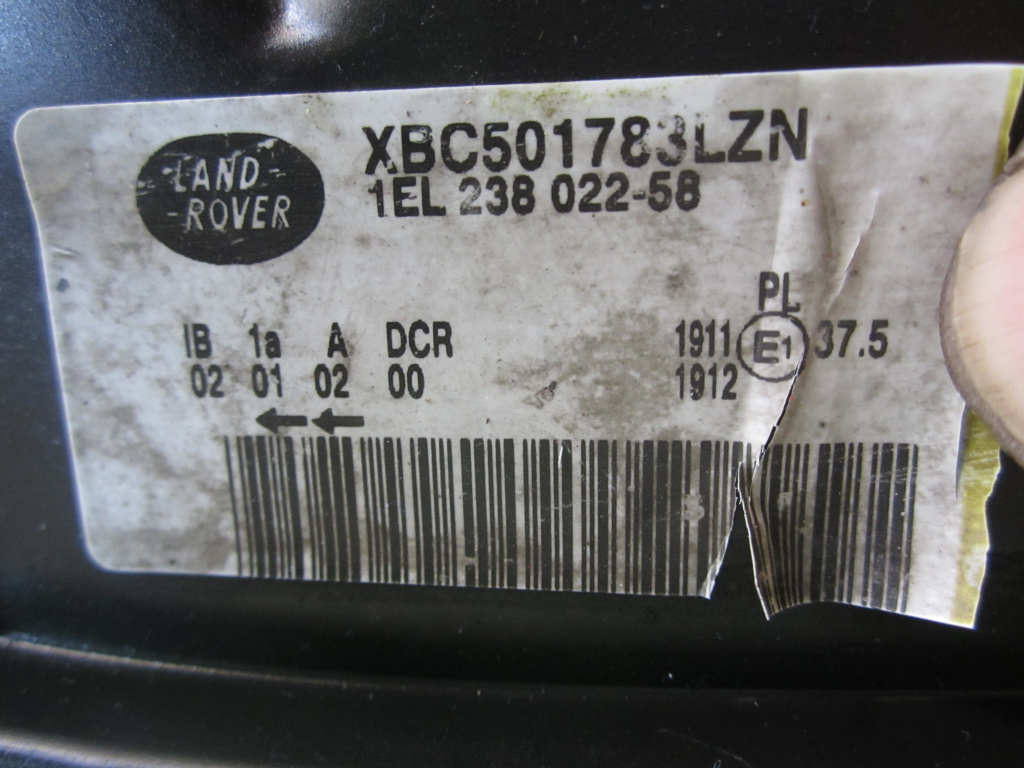 LAND-
-ROVER
XBC501783LZN
1EL 238 022-58
PL
IB 1a A DCR 1911 E1 37.5
02 01 02 00 1912